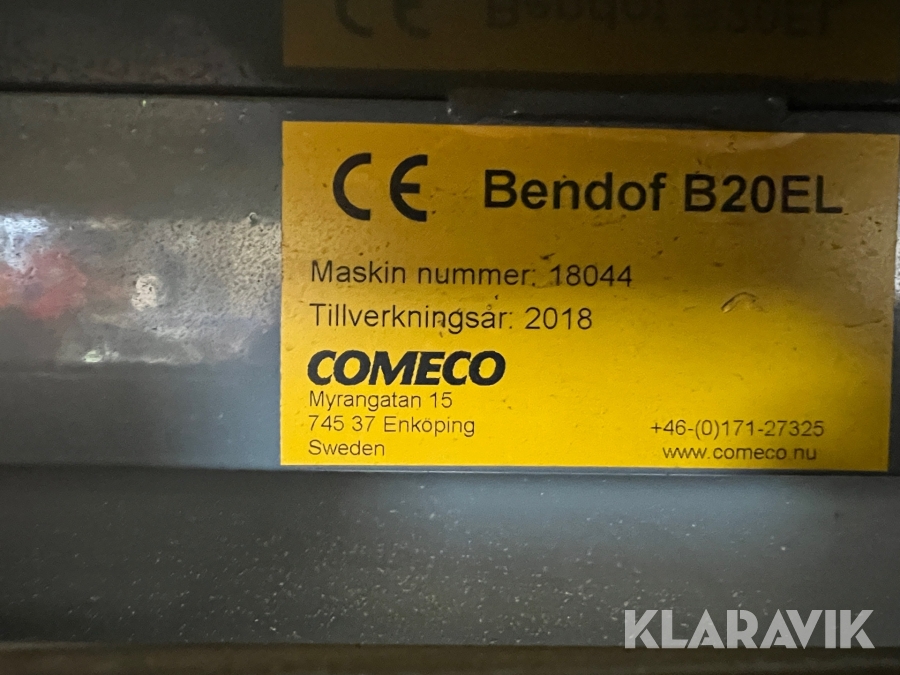 CE Bendof B20EL
Maskin nummer: 18044
Tillverkningsår: 2018
COMECO
Myrangatan 15
745 37 Enköping
Sweden
+46-(0)171-27325
www.comeco.nu
KLARAVIK